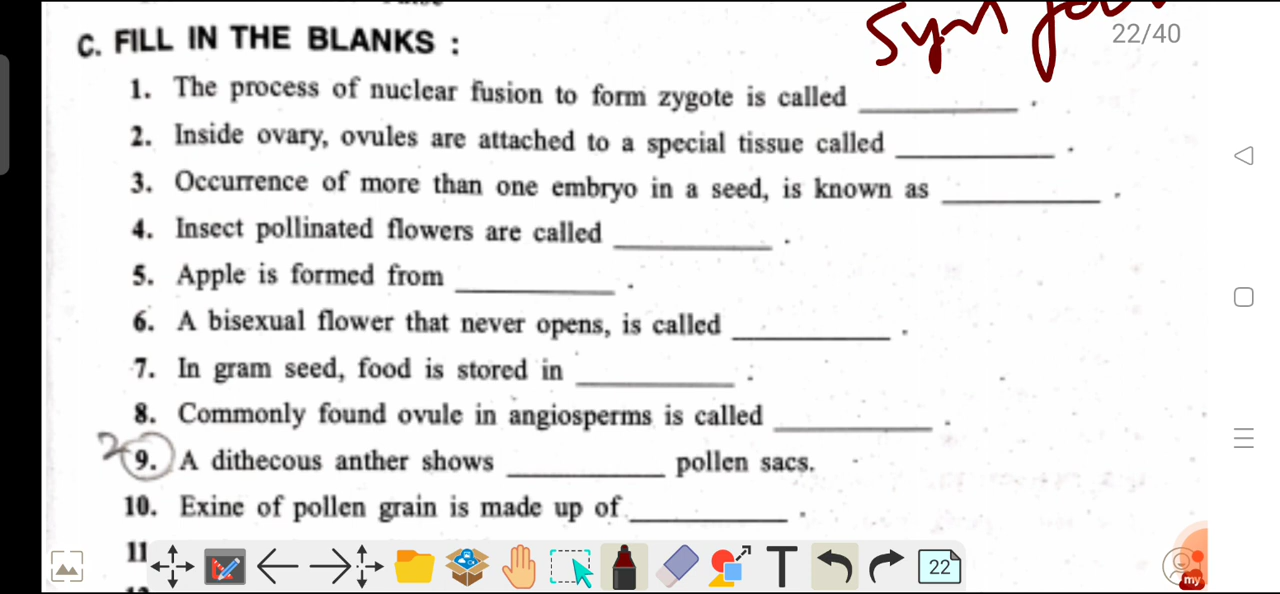 Sym
22/40
C. FILL IN THE BLANKS :
1. The process of nuclear fusion to form zygote is called __________ .
2. Inside ovary, ovules are attached to a special tissue called __________ .
3. Occurrence of more than one embryo in a seed, is known as __________ .
4. Insect pollinated flowers are called __________ .
5. Apple is formed from __________ .
6. A bisexual flower that never opens, is called __________ .
7. In gram seed, food is stored in __________ .
8. Commonly found ovule in angiosperms is called __________ .
9. A dithecous anther shows __________ pollen sacs.
10. Exine of pollen grain is made up of __________ .
11
T
22
my